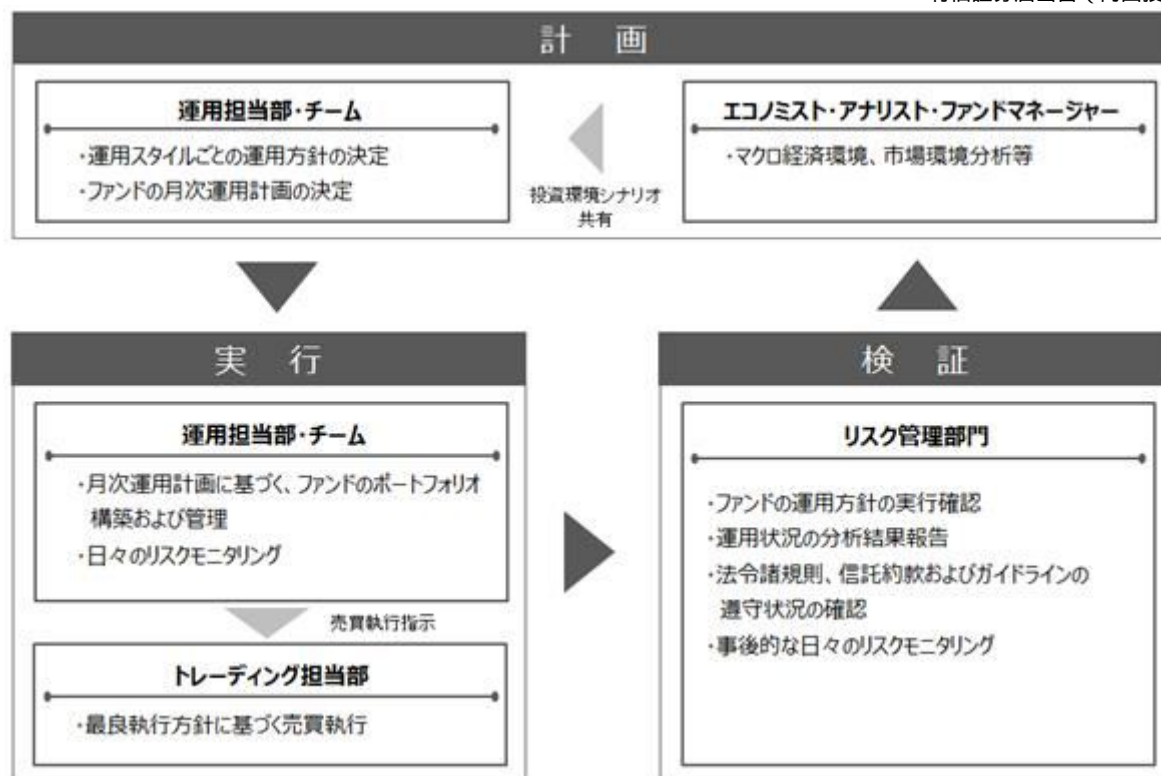 計 画
運用担当部・チーム
・運用スタイルごとの運用方針の決定
・ファンドの月次運用計画の決定
投資環境シナリオ
共有
エコノミスト・アナリスト・ファンドマネージャー
・マクロ経済環境、市場環境分析等
実 行
運用担当部・チーム
・月次運用計画に基づく、ファンドのポートフォリオ
構築および管理
・日々のリスクモニタリング
売買執行指示
トレーディング担当部
・最良執行方針に基づく売買執行
検 証
リスク管理部門
・ファンドの運用方針の実行確認
・運用状況の分析結果報告
・法令諸規則、信託約款およびガイドラインの
遵守状況の確認
・事後的な日々のリスクモニタリング